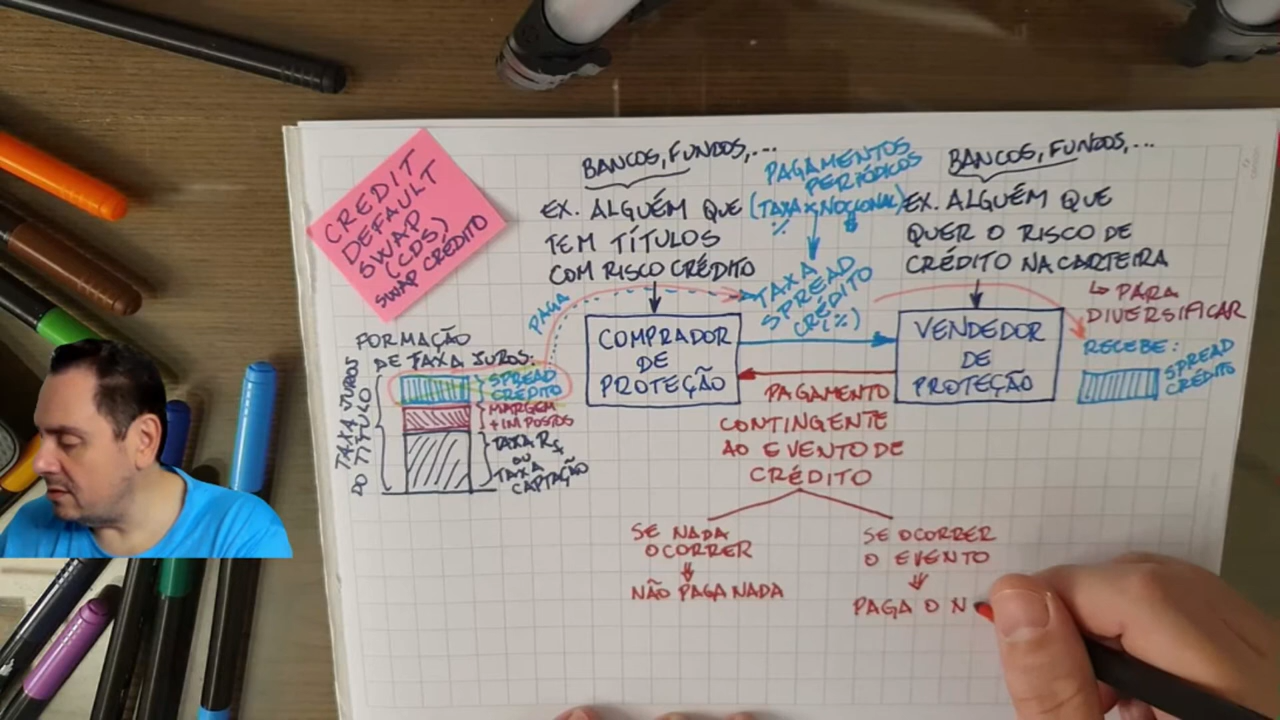 CREDIT
DEFAULT
SWAP
(CDS)
SWAP CRÉDITO
BANCOS, FUNDOS,...
EX. ALGUÉM QUE
TEM TÍTULOS
COM RISCO CRÉDITO
PAGAMENTOS
PERIÓDICOS
(TAXA x NOCIONAL)
% $
TAXA
SPREAD
CRÉDITO
(%)
BANCOS, FUNDOS,...
EX. ALGUÉM QUE
QUER O RISCO DE
CRÉDITO NA CARTEIRA
↳ PARA
DIVERSIFICAR
PAGA
COMPRADOR
DE
PROTEÇÃO
VENDEDOR
DE
PROTEÇÃO
RECEBE:
SPREAD
CRÉDITO
FORMAÇÃO
DE TAXA JUROS:
TAXA JUROS
DO TÍTULO
SPREAD
CRÉDITO
MARGEM
+ IMPOSTOS
TAXA Rf
OU
TAXA
CAPTAÇÃO
PAGAMENTO
CONTINGENTE
AO EVENTO DE
CRÉDITO
SE NADA
OCORRER
NÃO PAGA NADA
SE OCORRER
O EVENTO
PAGA O N